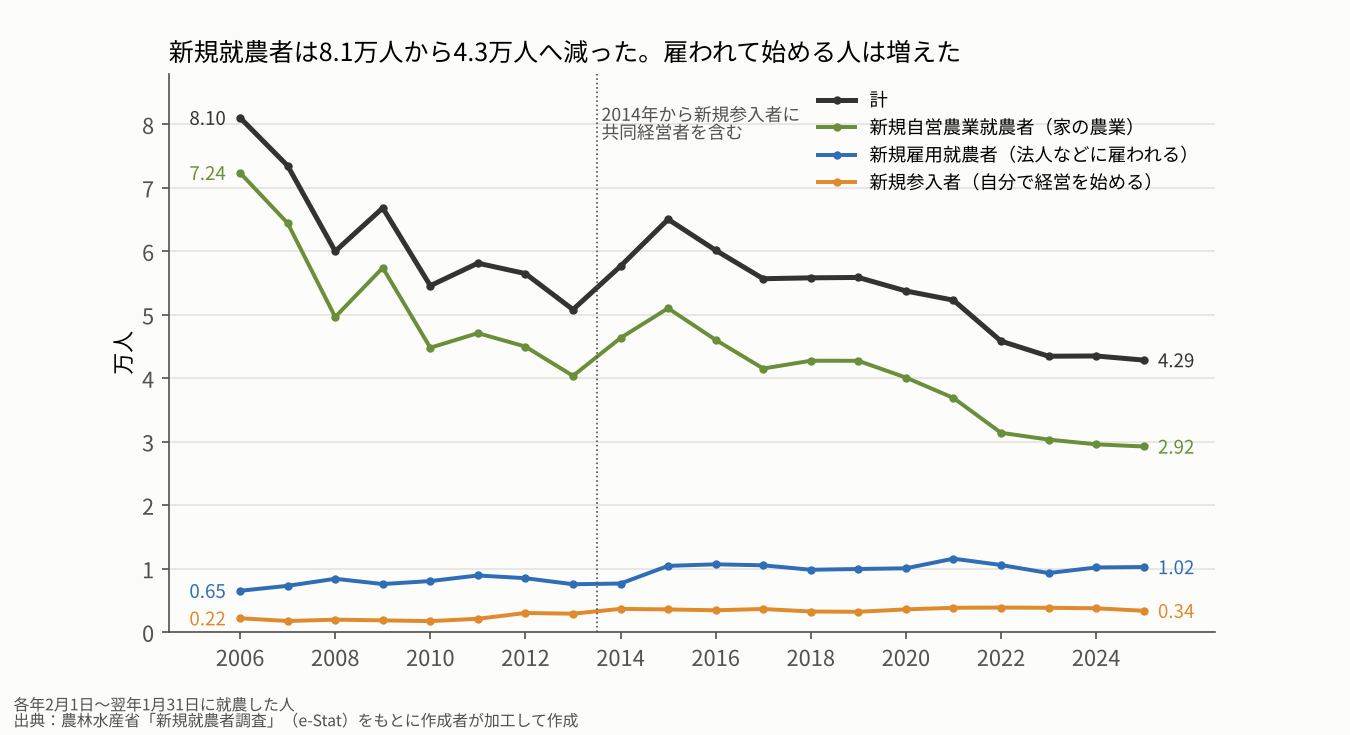 新規就農者は8.1万人から4.3万人へ減った。雇われて始める人は増えた
2014年から新規参入者に
共同経営者を含む
計
新規自営農業就農者（家の農業）
新規雇用就農者（法人などに雇われる）
新規参入者（自分で経営を始める）
8.10
7.24
0.65
0.22
4.29
2.92
1.02
0.34
万人
8
7
6
5
4
3
2
1
0
2006
2008
2010
2012
2014
2016
2018
2020
2022
2024
各年2月1日～翌年1月31日に就農した人
出典：農林水産省「新規就農者調査」（e-Stat）をもとに作成者が加工して作成